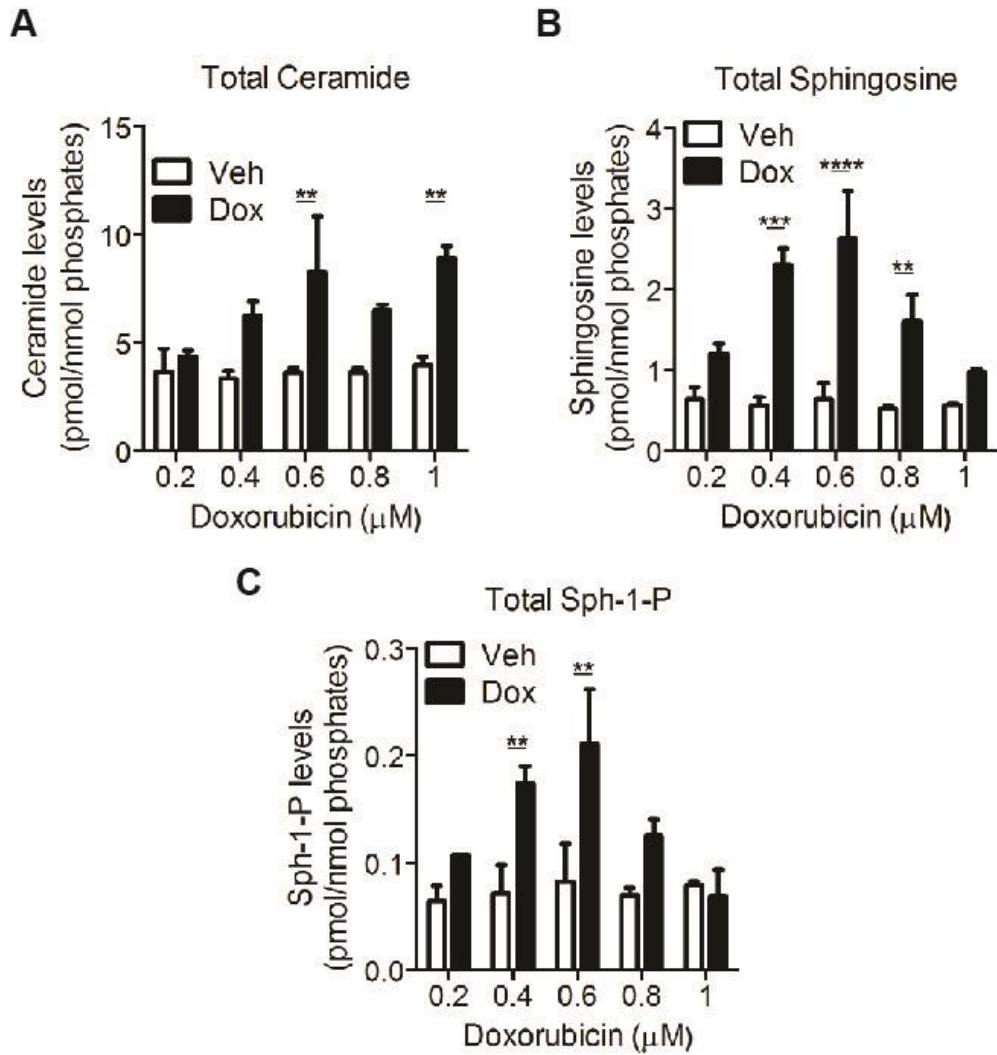 A
Total Ceramide
Ceramide levels
(pmol/nmol phosphates)
15
10
5
0
Veh
Dox
**
**
0.2 0.4 0.6 0.8 1
Doxorubicin (μM)
B
Total Sphingosine
Sphingosine levels
(pmol/nmol phosphates)
4
3
2
1
0
Veh
Dox
***
****
**
0.2 0.4 0.6 0.8 1
Doxorubicin (μM)
C
Total Sph-1-P
Sph-1-P levels
(pmol/nmol phosphates)
0.3
0.2
0.1
0.0
Veh
Dox
**
**
0.2 0.4 0.6 0.8 1
Doxorubicin (μM)